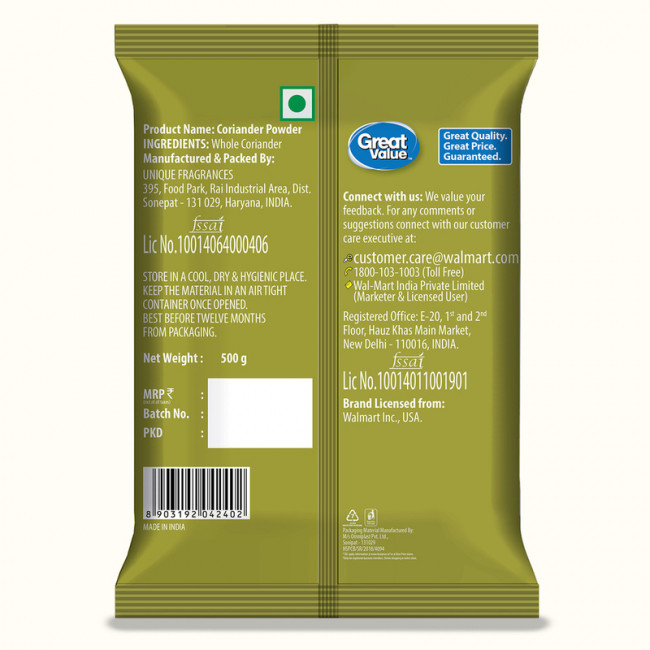 Product Name: Coriander Powder
INGREDIENTS: Whole Coriander
Manufactured & Packed By:
UNIQUE FRAGRANCES
395, Food Park, Rai Industrial Area, Dist.
Sonepat - 131 029, Haryana, INDIA.
fssai
Lic No.10014064000406
STORE IN A COOL, DRY & HYGIENIC PLACE.
KEEP THE MATERIAL IN AN AIRTIGHT
CONTAINER ONCE OPENED.
BEST BEFORE TWELVE MONTHS
FROM PACKAGING.
Net Weight : 500 g
MRP ₹ :
Batch No. :
PKD :
8 903192 042402
MADE IN INDIA
Great
Value
Great Quality.
Great Price.
Guaranteed.
Connect with us: We value your
feedback. For any comments or
suggestions connect with our customer
care executive at:
customer.care@walmart.com
1800-103-1003 (Toll Free)
Wal-Mart India Private Limited
(Marketer & Licensed User)
Registered Office: E-20, 1st and 2nd
Floor, Hauz Khas Main Market,
New Delhi - 110016, INDIA.
fssai
Lic No.10014011001901
Brand Licensed from:
Walmart Inc., USA.
Packaging Material Manufactured By:
Sonipat - 131029